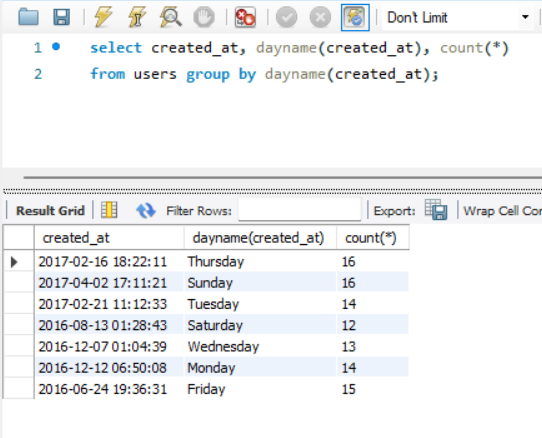 Don't Limit
1 select created_at, dayname(created_at), count(*)
2 from users group by dayname(created_at);
Result Grid Filter Rows: Export: Wrap Cell Con
created_at dayname(created_at) count(*)
2017-02-16 18:22:11 Thursday 16
2017-04-02 17:11:21 Sunday 16
2017-02-21 11:12:33 Tuesday 14
2016-08-13 01:28:43 Saturday 12
2016-12-07 01:04:39 Wednesday 13
2016-12-12 06:50:08 Monday 14
2016-06-24 19:36:31 Friday 15